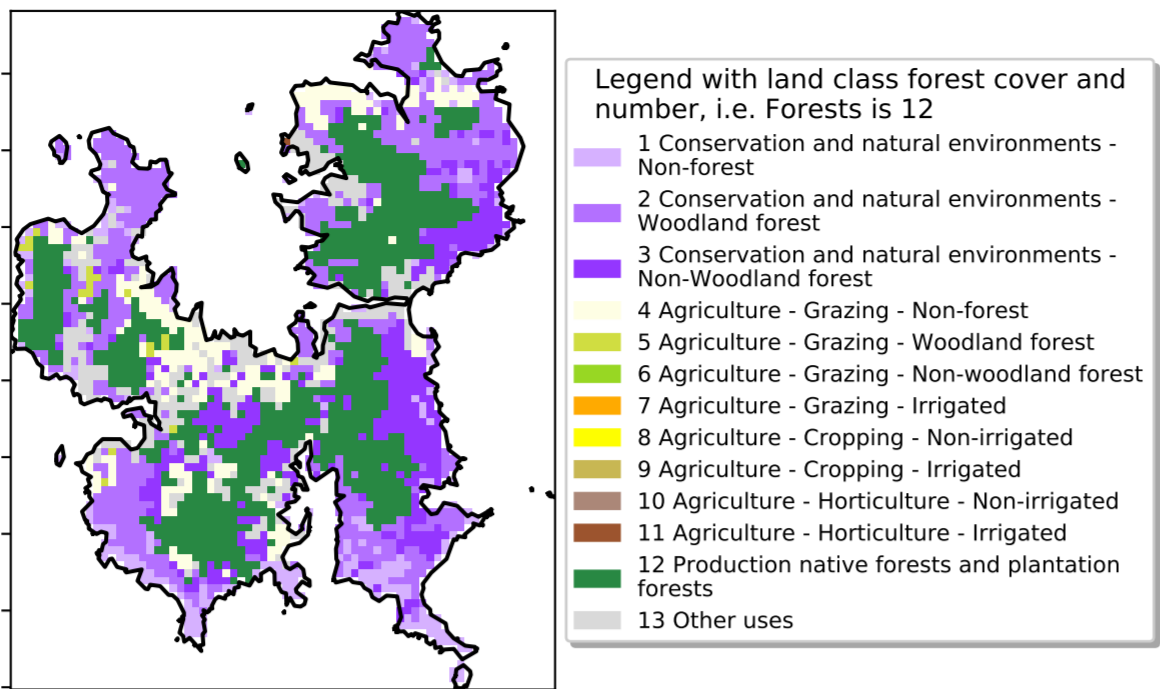 Legend with land class forest cover and
number, i.e. Forests is 12
1 Conservation and natural environments -
Non-forest
2 Conservation and natural environments -
Woodland forest
3 Conservation and natural environments -
Non-Woodland forest
4 Agriculture - Grazing - Non-forest
5 Agriculture - Grazing - Woodland forest
6 Agriculture - Grazing - Non-woodland forest
7 Agriculture - Grazing - Irrigated
8 Agriculture - Cropping - Non-irrigated
9 Agriculture - Cropping - Irrigated
10 Agriculture - Horticulture - Non-irrigated
11 Agriculture - Horticulture - Irrigated
12 Production native forests and plantation
forests
13 Other uses